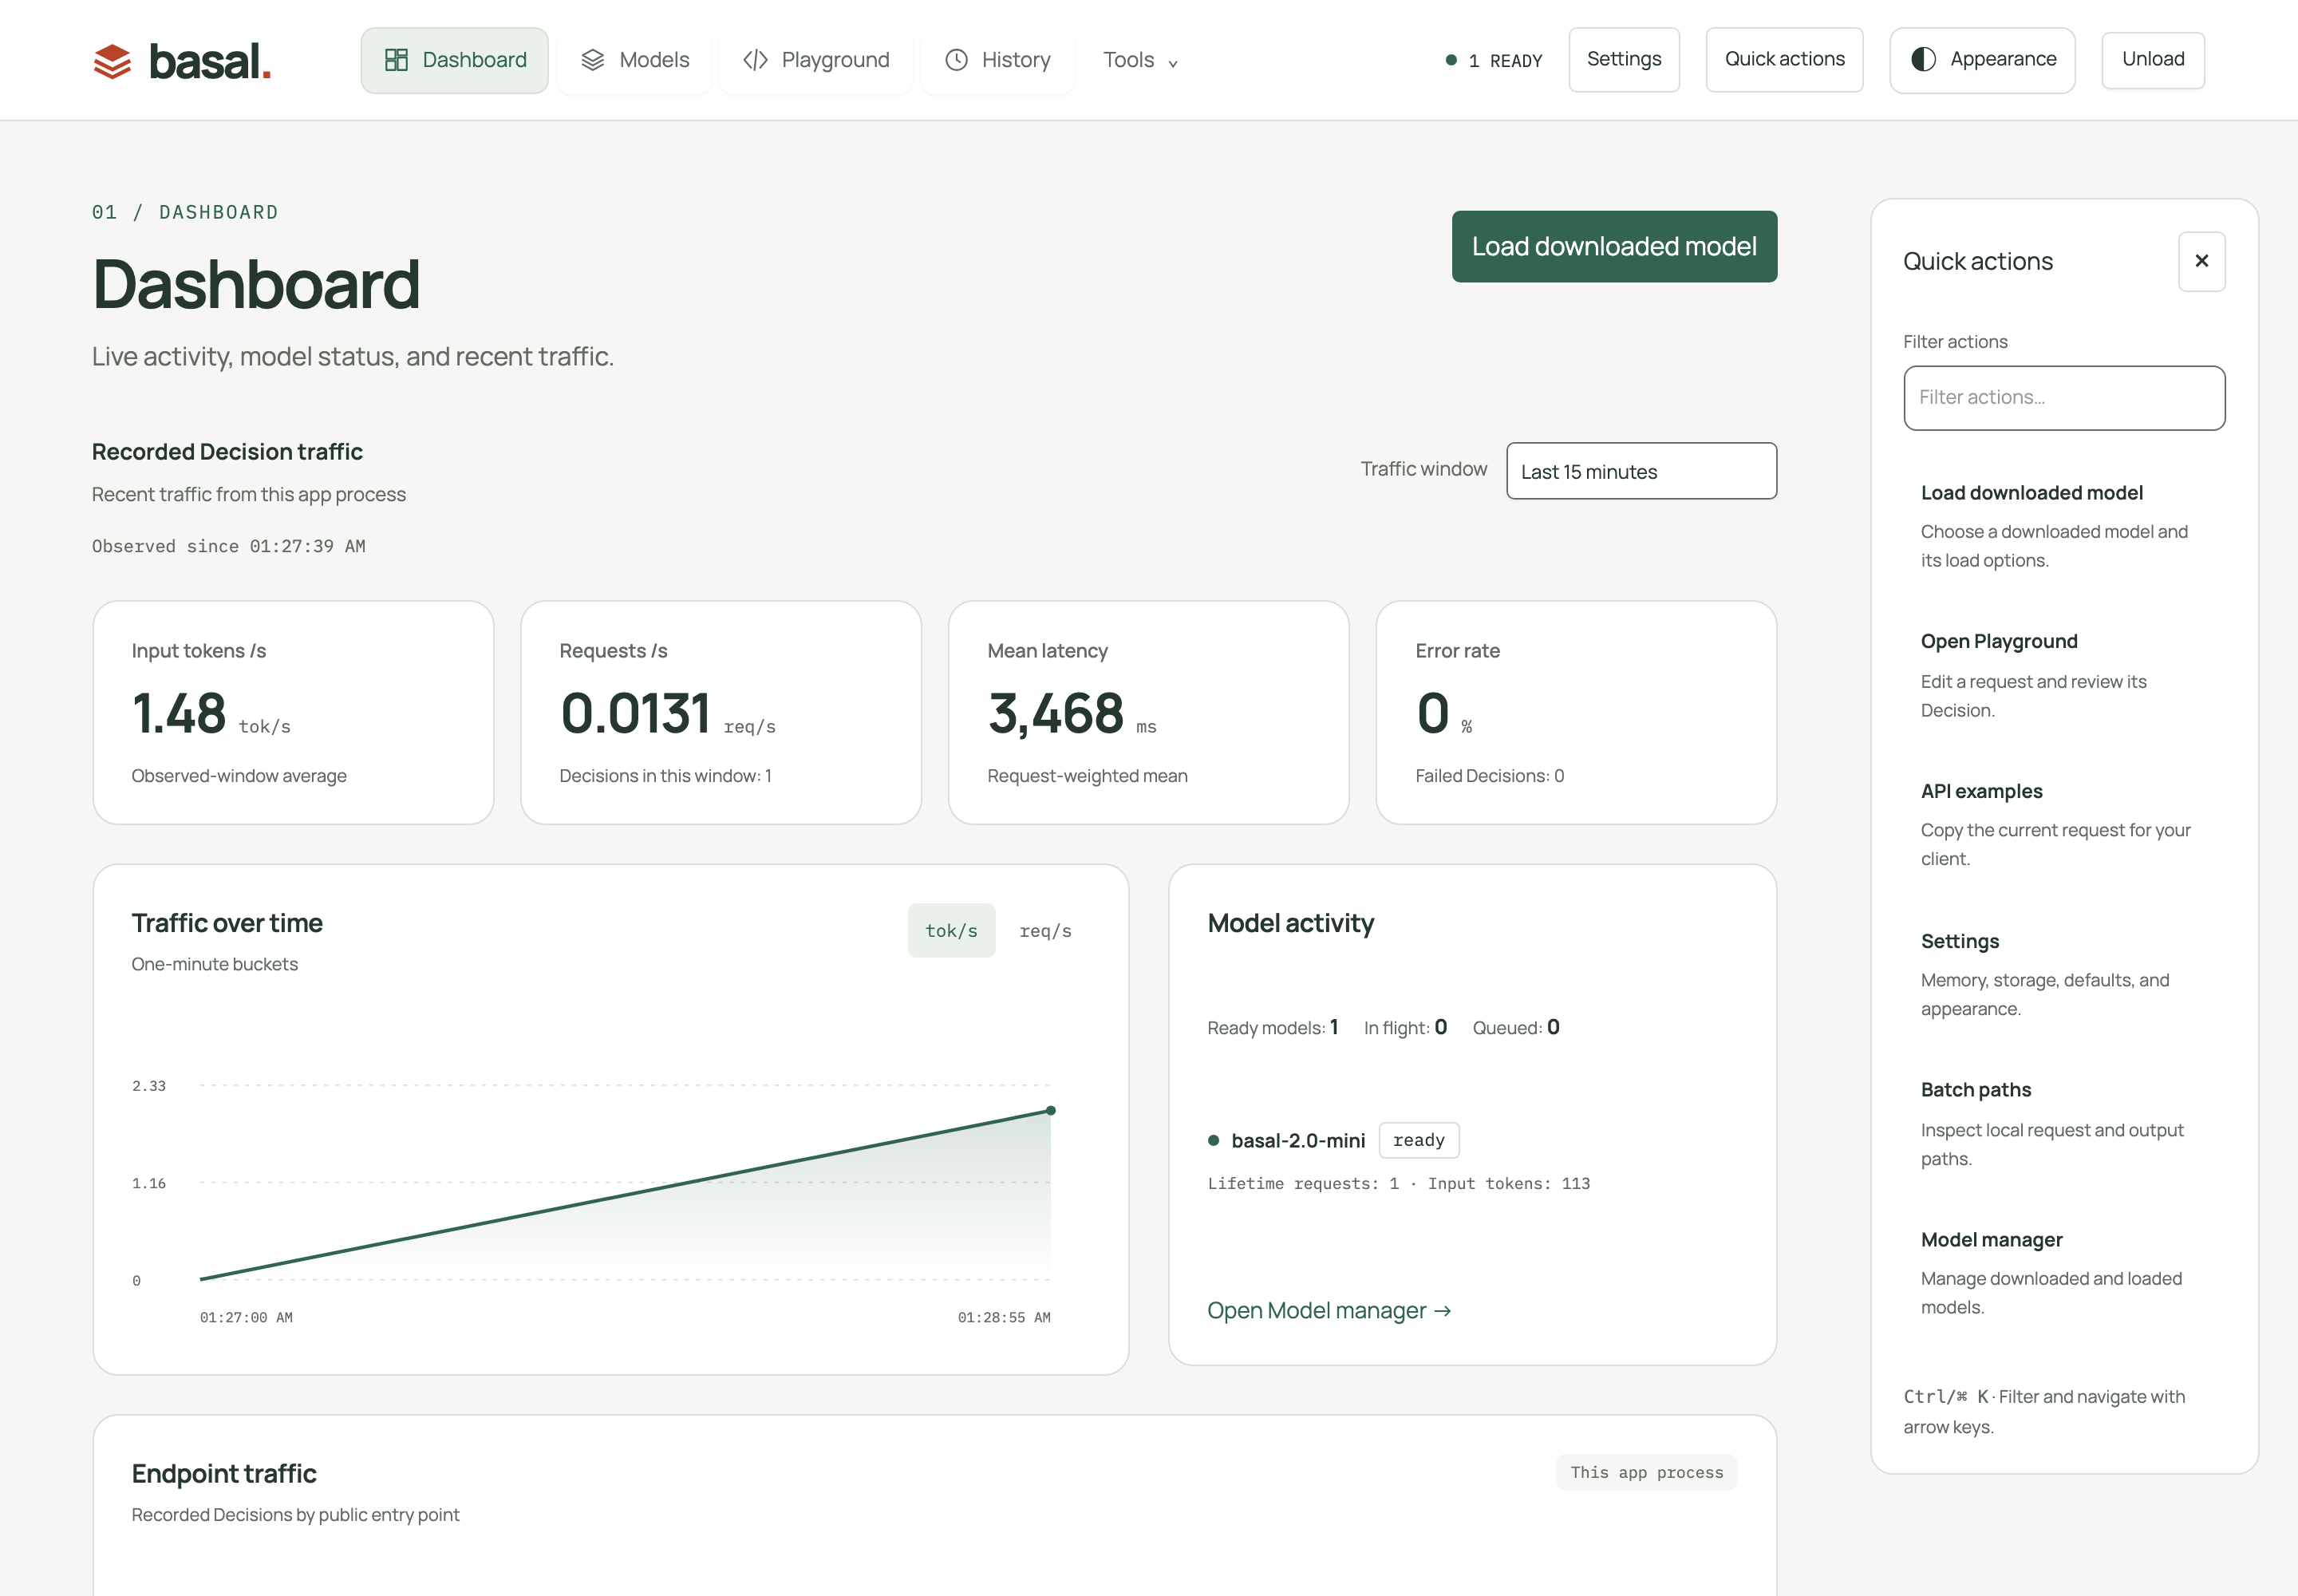 basal.
Dashboard
Models
Playground
History
Tools
1 READY
Settings
Quick actions
Appearance
Unload
01 / DASHBOARD
Dashboard
Live activity, model status, and recent traffic.
Load downloaded model
Recorded Decision traffic
Recent traffic from this app process
Observed since 01:27:39 AM
Traffic window
Last 15 minutes
Input tokens /s
1.48 tok/s
Observed-window average
Requests /s
0.0131 req/s
Decisions in this window: 1
Mean latency
3,468 ms
Request-weighted mean
Error rate
0 %
Failed Decisions: 0
Traffic over time
One-minute buckets
tok/s
req/s
2.33
1.16
0
01:27:00 AM
01:28:55 AM
Model activity
Ready models: 1 In flight: 0 Queued: 0
basal-2.0-mini ready
Lifetime requests: 1 · Input tokens: 113
Open Model manager →
Endpoint traffic
Recorded Decisions by public entry point
This app process
Quick actions
×
Filter actions
Filter actions…
Load downloaded model
Choose a downloaded model and
its load options.
Open Playground
Edit a request and review its
Decision.
API examples
Copy the current request for your
client.
Settings
Memory, storage, defaults, and
appearance.
Batch paths
Inspect local request and output
paths.
Model manager
Manage downloaded and loaded
models.
Ctrl/⌘ K · Filter and navigate with
arrow keys.